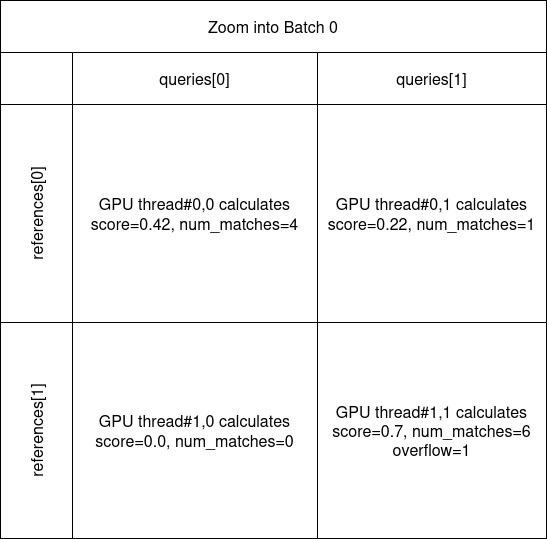 Zoom into Batch 0
queries[0]
queries[1]
references[0]
GPU thread#0,0 calculates
score=0.42, num_matches=4
GPU thread#0,1 calculates
score=0.22, num_matches=1
references[1]
GPU thread#1,0 calculates
score=0.0, num_matches=0
GPU thread#1,1 calculates
score=0.7, num_matches=6
overflow=1